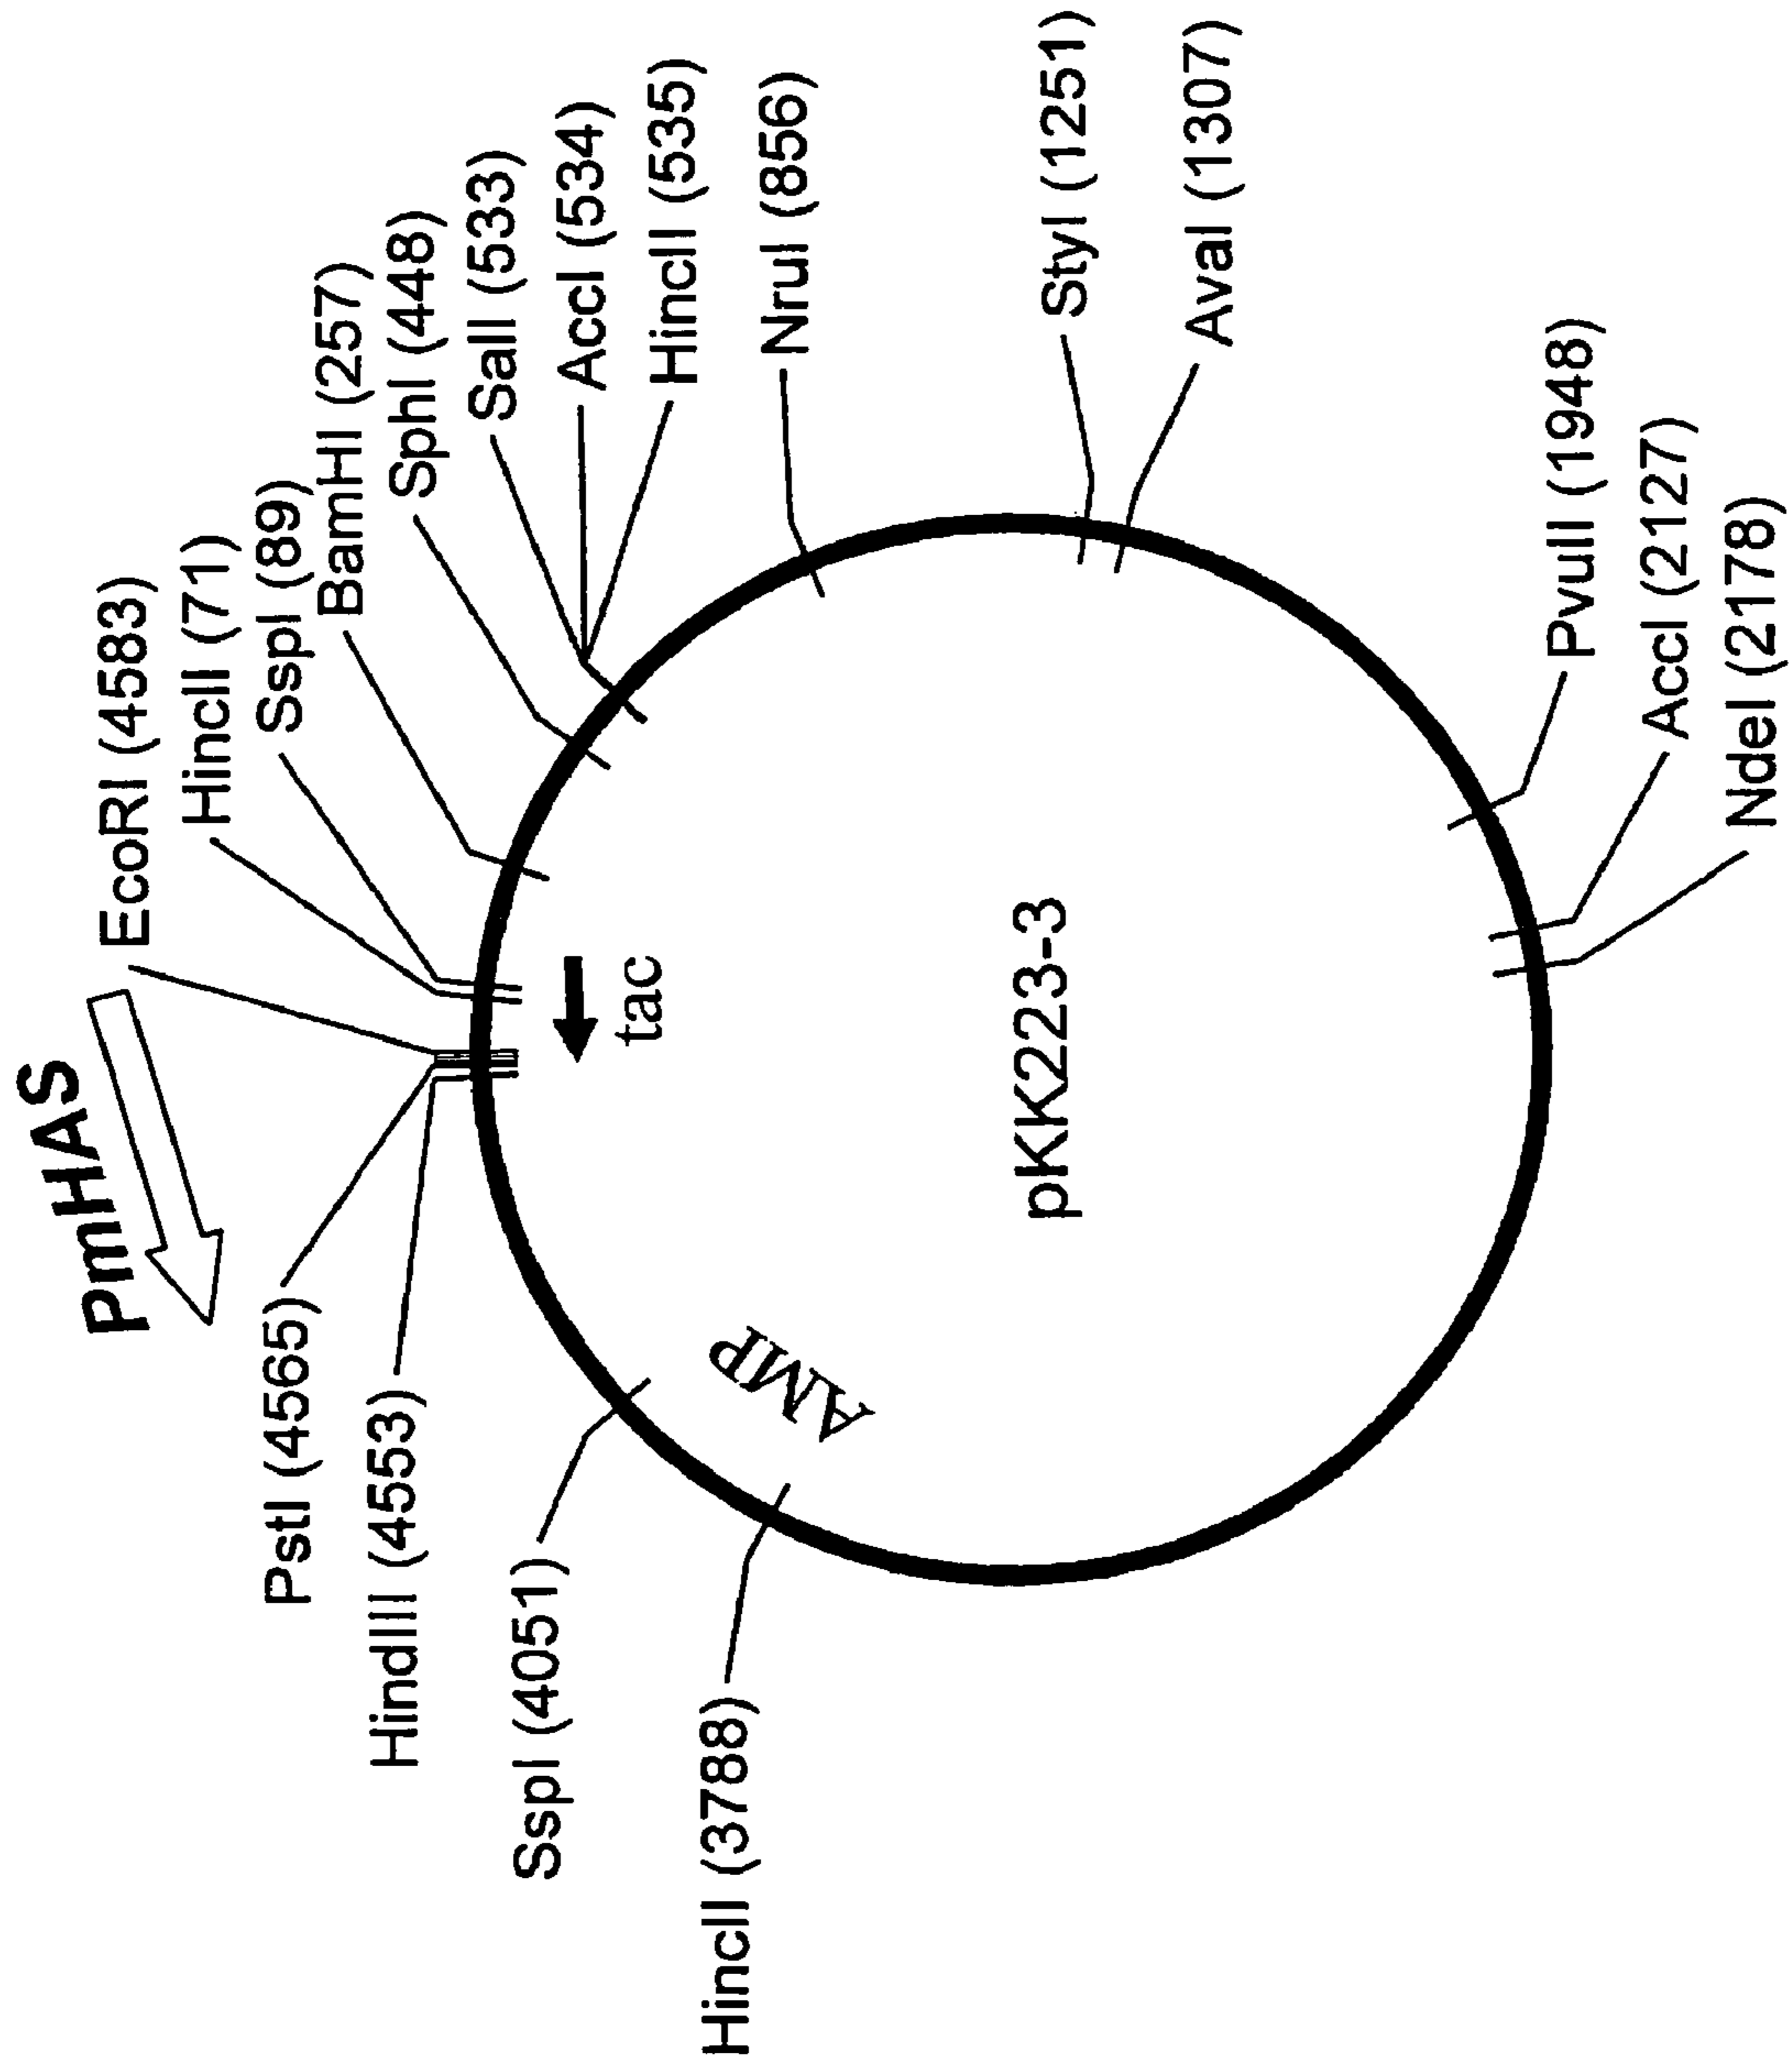 PmHAS
EcoRI (4583)
HincII (71)
SspI (89)
BamHI (257)
SphI (448)
SalI (533)
AccI (534)
HincII (535)
NruI (856)
StyI (1251)
AvaI (1307)
PvuII (1948)
AccI (2127)
NdeI (2178)
PstI (4565)
HindIII (4553)
SspI (4051)
HincII (3788)
tac
AMP
pKK223-3